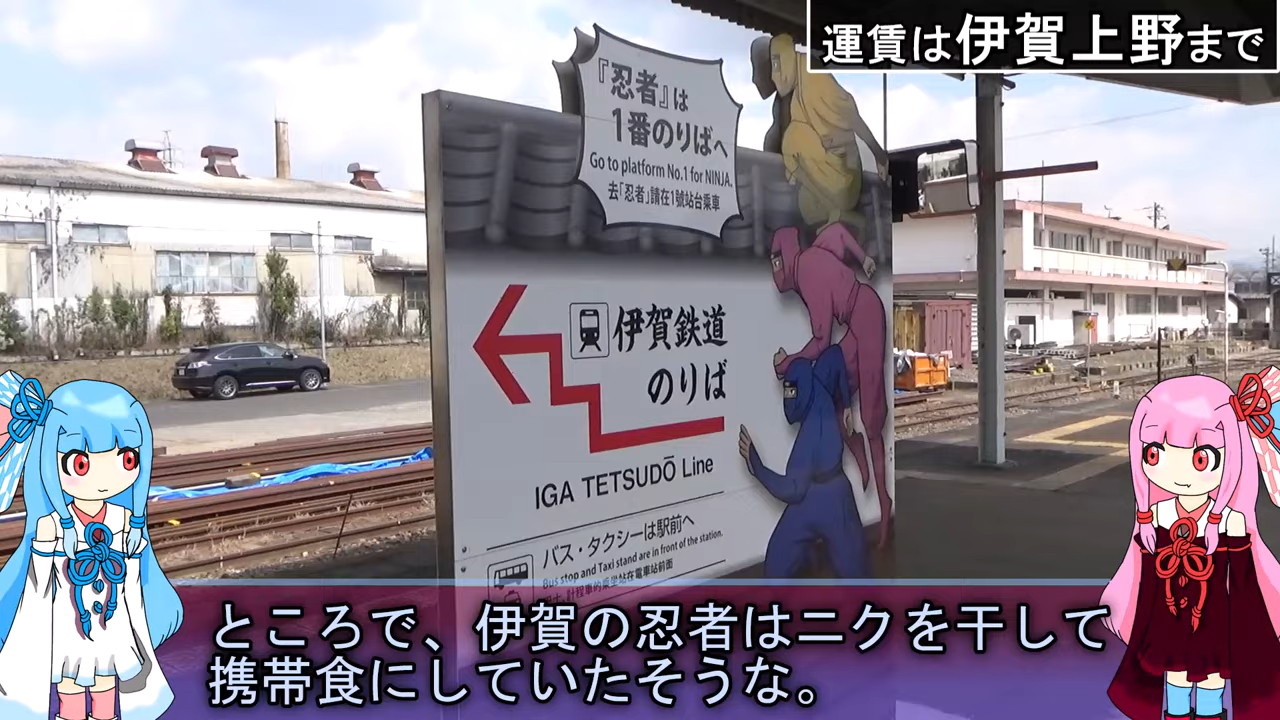 運賃は伊賀上野まで
『忍者』は
1番のりばへ
Go to platform No.1 for NINJA.
去「忍者」請在1號站台乘車
伊賀鉄道
のりば
IGA TETSUDŌ Line
バス・タクシーは駅前へ
Bus stop and Taxi stand are in front of the station.
ところで、伊賀の忍者はニクを干して
携帯食にしていたそうな。